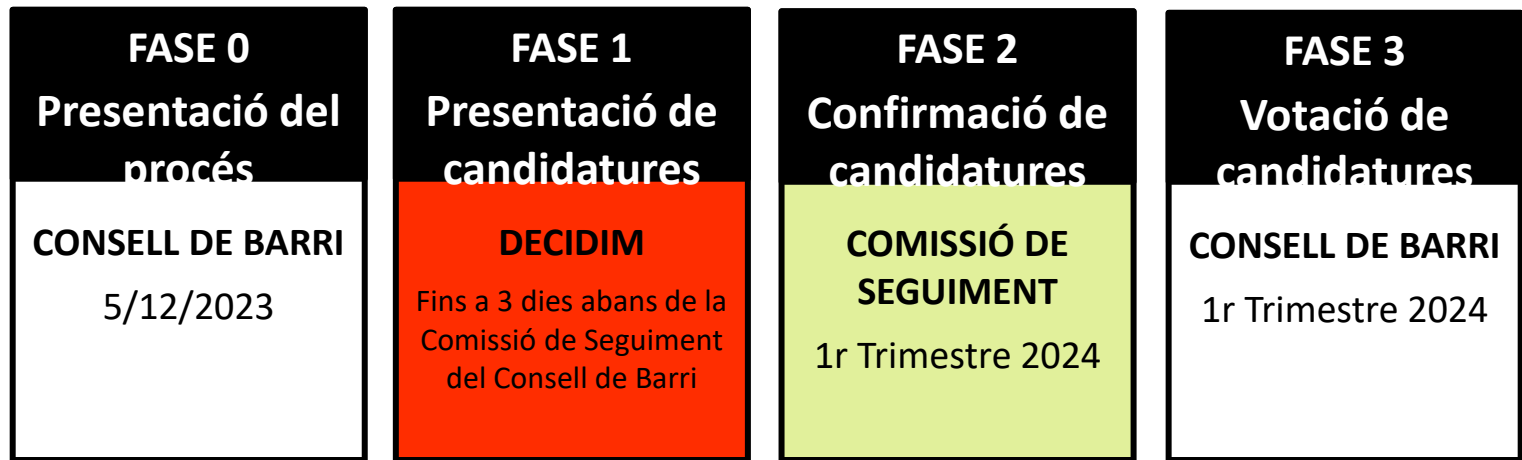 FASE 0
Presentació del
procés
CONSELL DE BARRI
5/12/2023
FASE 1
Presentació de
candidatures
DECIDIM
Fins a 3 dies abans de la
Comissió de Seguiment
del Consell de Barri
FASE 2
Confirmació de
candidatures
COMISSIÓ DE
SEGUIMENT
1r Trimestre 2024
FASE 3
Votació de
candidatures
CONSELL DE BARRI
1r Trimestre 2024